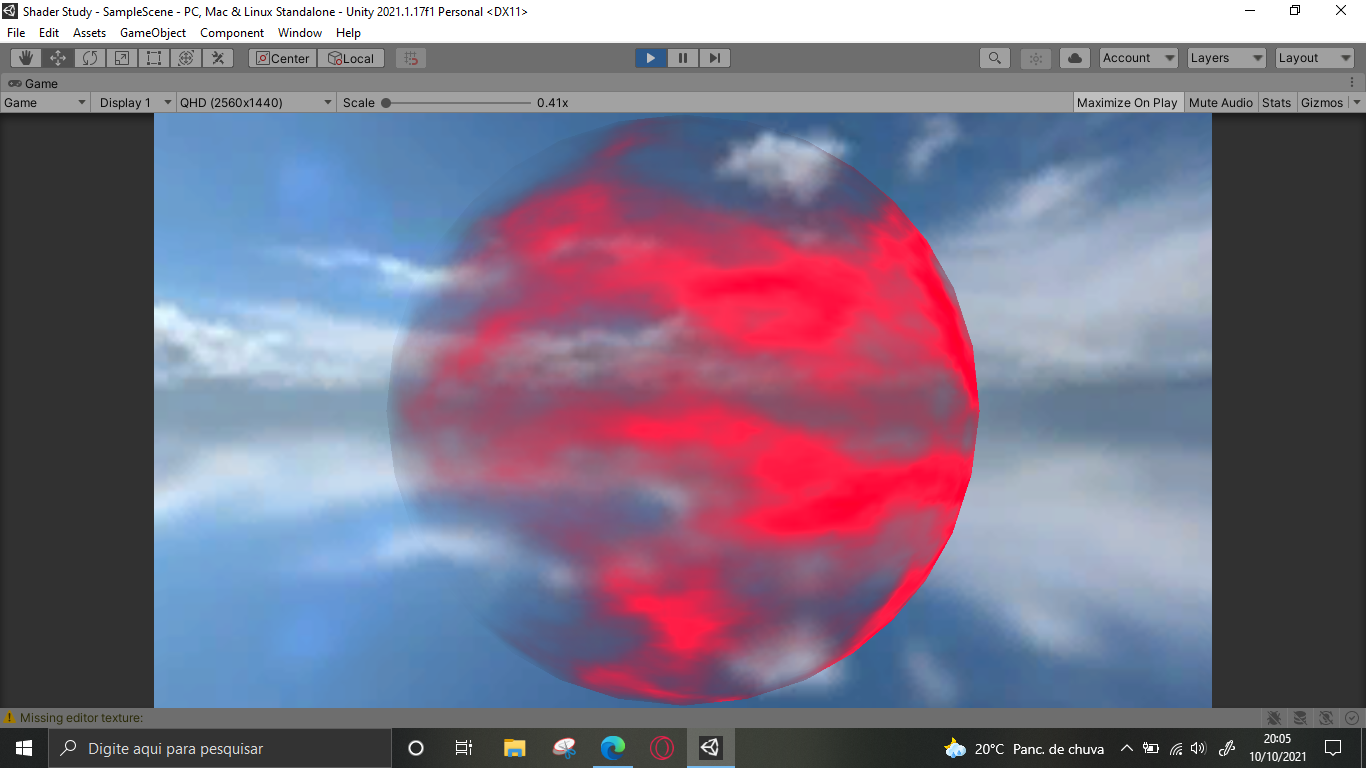 Shader Study - SampleScene - PC, Mac & Linux Standalone - Unity 2021.1.17f1 Personal <DX11>
File Edit Assets GameObject Component Window Help
Center Local Account Layers Layout
Game
Game Display 1 QHD (2560x1440) Scale 0.41x Maximize On Play Mute Audio Stats Gizmos
Missing editor texture:
Digite aqui para pesquisar 20°C Panc. de chuva 20:05
10/10/2021